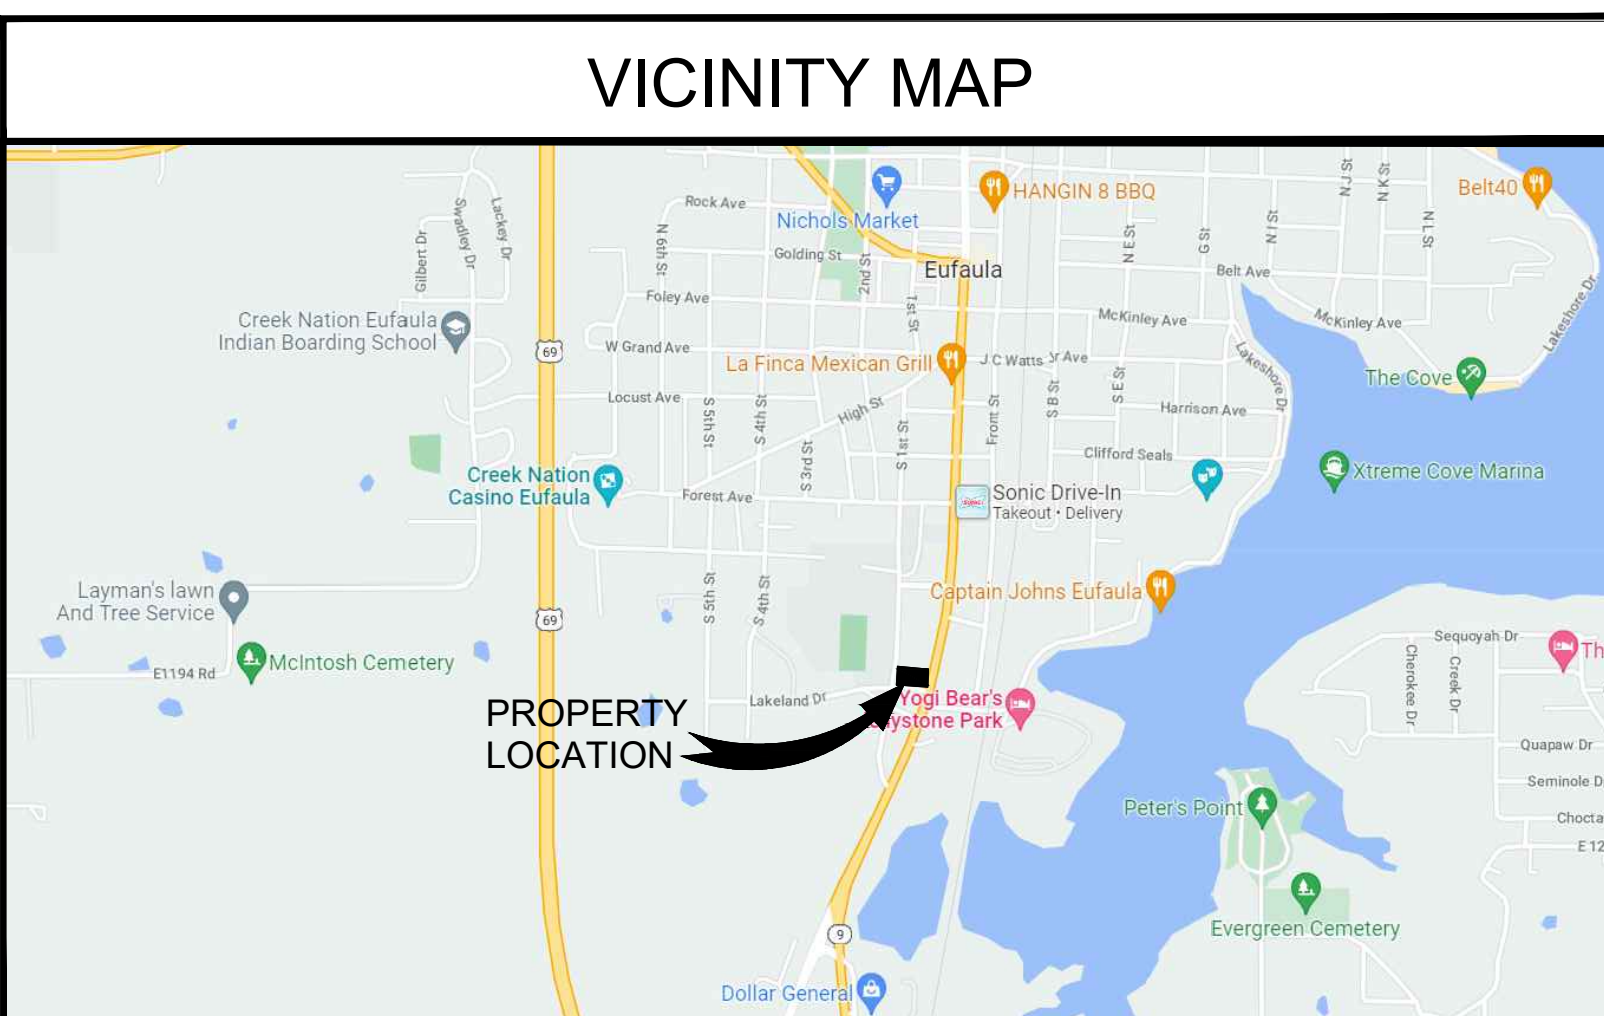 VICINITY MAP
Rock Ave
Nichols Market
HANGIN 8 BBQ
Belt40
N J St
N K St
N L St
N I St
G St
N E St
Swadley Dr
Lackey Dr
Gilbert Dr
N 6th St
Golding St
2nd St
Eufaula
Belt Ave
Foley Ave
1st St
McKinley Ave
McKinley Ave
Lakeshore Dr
Creek Nation Eufaula
Indian Boarding School
69
W Grand Ave
La Finca Mexican Grill
J C Watts Jr Ave
Lakeshore Dr
The Cove
Locust Ave
S 5th St
S 4th St
High St
S 1st St
Front St
S B St
S E St
Harrison Ave
Clifford Seals
S 3rd St
Creek Nation
Casino Eufaula
Forest Ave
SONIC
Sonic Drive-In
Takeout • Delivery
Xtreme Cove Marina
Layman's lawn
And Tree Service
69
S 5th St
S 4th St
Captain Johns Eufaula
E1194 Rd
McIntosh Cemetery
Sequoyah Dr
Cherokee Dr
Creek Dr
Th
PROPERTY
LOCATION
Lakeland Dr
Yogi Bear's
ystone Park
Quapaw Dr
Seminole D
Chocta
E 12
Peter's Point
Evergreen Cemetery
9
Dollar General